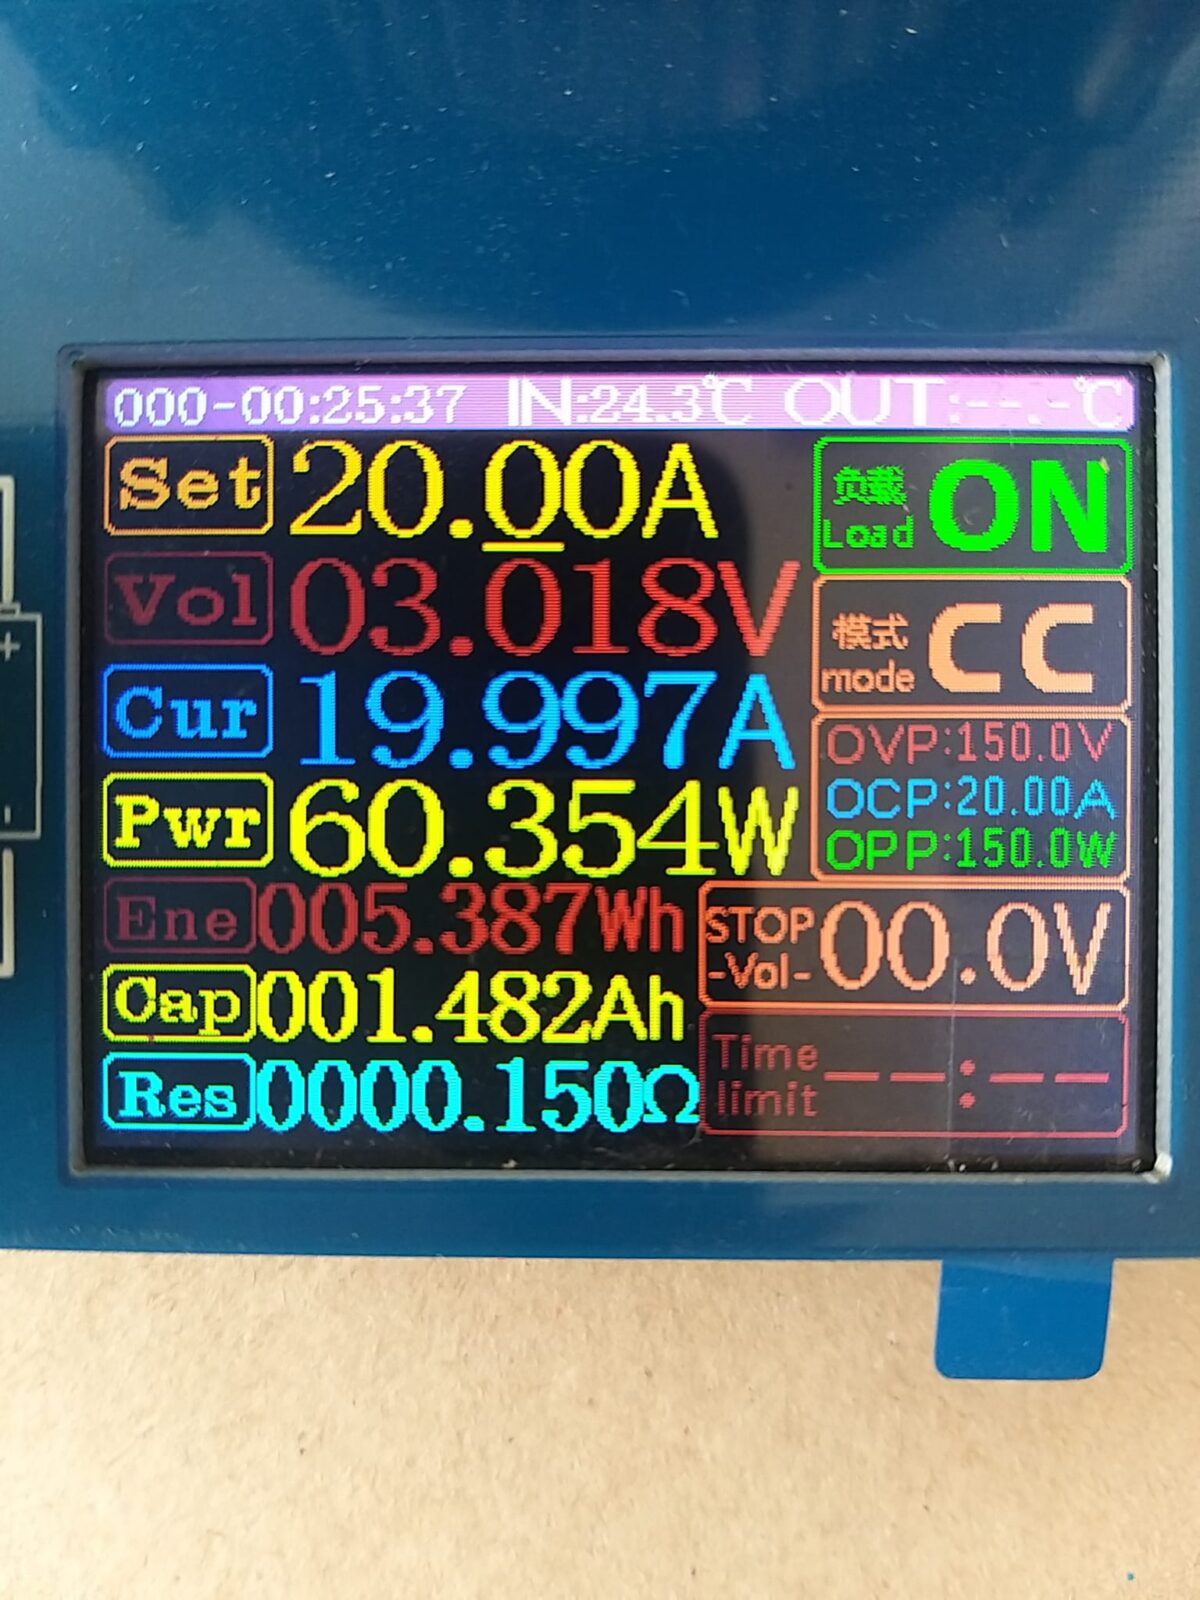 000-00:25:37 IN:24.3℃ OUT:--.-℃
Set 20.00A
负载
Load ON
Vol 03.018V
模式
mode CC
Cur 19.997A
OVP:150.0V
OCP:20.00A
OPP:150.0W
Pwr 60.354W
Ene 005.387Wh
STOP
-Vol- 00.0V
Cap 001.482Ah
Res 0000.150Ω
Time
limit --:--
+
-